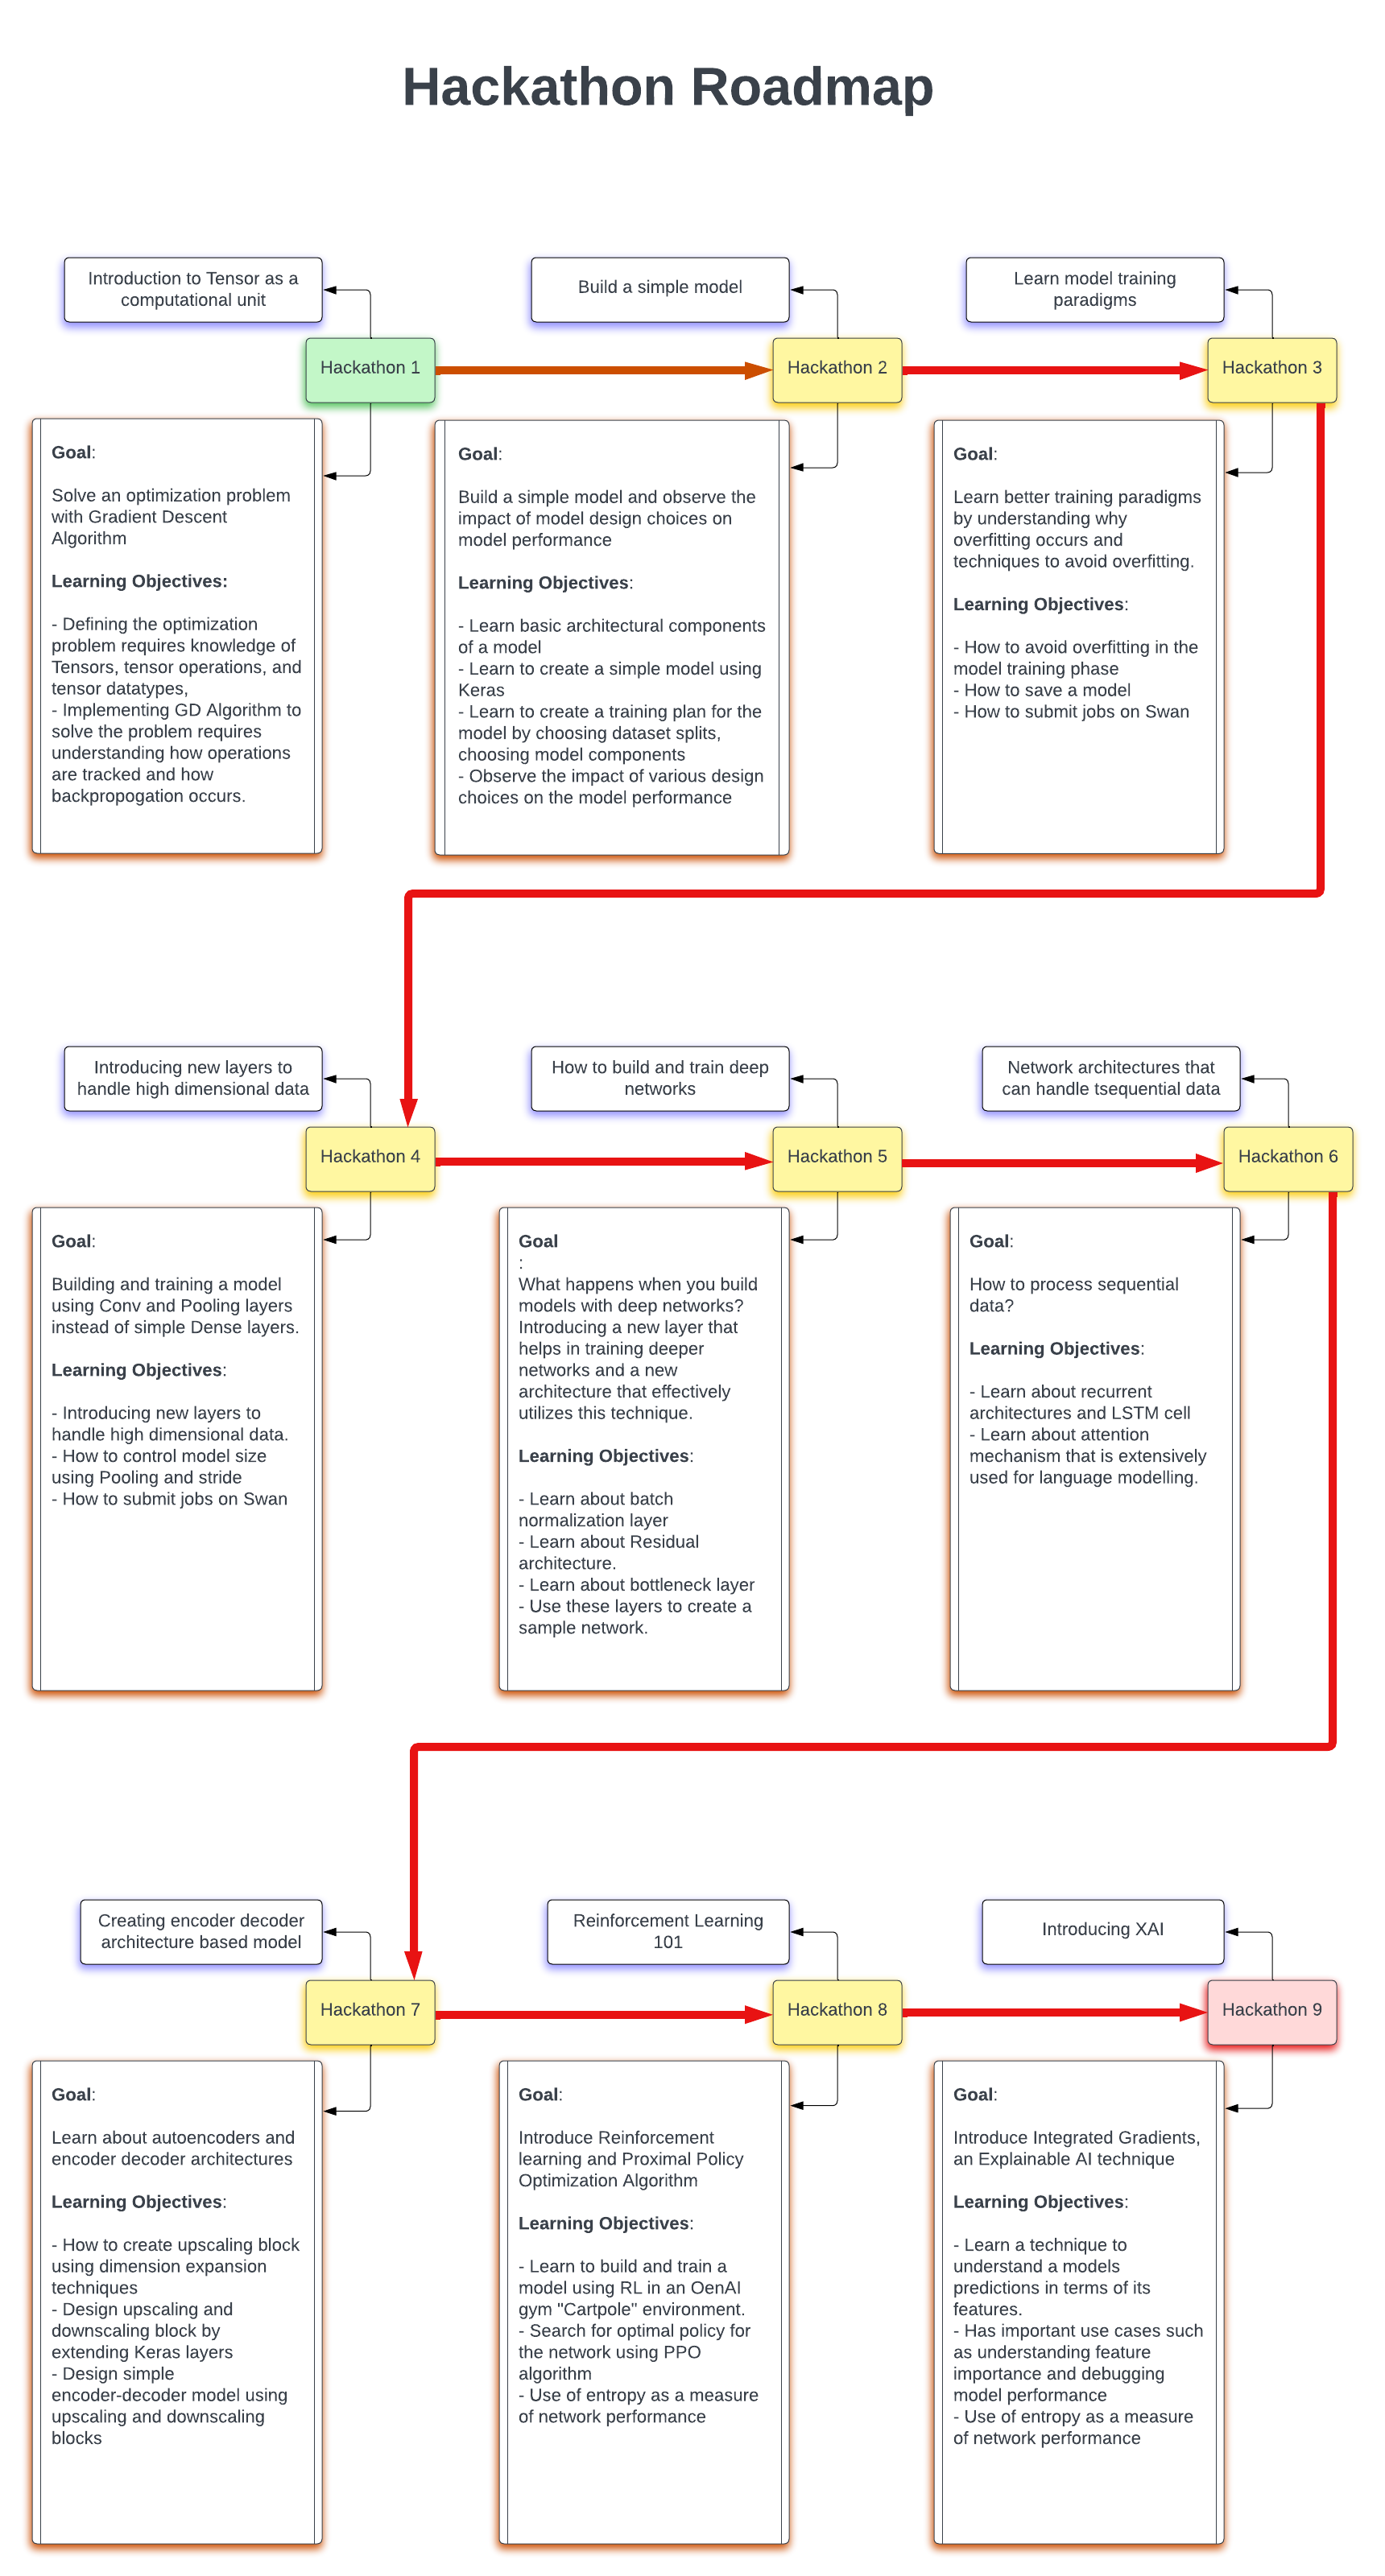 Hackathon Roadmap
Introduction to Tensor as a
computational unit
Build a simple model
Learn model training
paradigms
Hackathon 1
Hackathon 2
Hackathon 3
Goal:
Solve an optimization problem
with Gradient Descent
Algorithm
Learning Objectives:
- Defining the optimization
problem requires knowledge of
Tensors, tensor operations, and
tensor datatypes,
- Implementing GD Algorithm to
solve the problem requires
understanding how operations
are tracked and how
backpropogation occurs.
Goal:
Build a simple model and observe the
impact of model design choices on
model performance
Learning Objectives:
- Learn basic architectural components
of a model
- Learn to create a simple model using
Keras
- Learn to create a training plan for the
model by choosing dataset splits,
choosing model components
- Observe the impact of various design
choices on the model performance
Goal:
Learn better training paradigms
by understanding why
overfitting occurs and
techniques to avoid overfitting.
Learning Objectives:
- How to avoid overfitting in the
model training phase
- How to save a model
- How to submit jobs on Swan
Introducing new layers to
handle high dimensional data
How to build and train deep
networks
Network architectures that
can handle tsequential data
Hackathon 4
Hackathon 5
Hackathon 6
Goal:
Building and training a model
using Conv and Pooling layers
instead of simple Dense layers.
Learning Objectives:
- Introducing new layers to
handle high dimensional data.
- How to control model size
using Pooling and stride
- How to submit jobs on Swan
Goal
:
What happens when you build
models with deep networks?
Introducing a new layer that
helps in training deeper
networks and a new
architecture that effectively
utilizes this technique.
Learning Objectives:
- Learn about batch
normalization layer
- Learn about Residual
architecture.
- Learn about bottleneck layer
- Use these layers to create a
sample network.
Goal:
How to process sequential
data?
Learning Objectives:
- Learn about recurrent
architectures and LSTM cell
- Learn about attention
mechanism that is extensively
used for language modelling.
Creating encoder decoder
architecture based model
Reinforcement Learning
101
Introducing XAI
Hackathon 7
Hackathon 8
Hackathon 9
Goal:
Learn about autoencoders and
encoder decoder architectures
Learning Objectives:
- How to create upscaling block
using dimension expansion
techniques
- Design upscaling and
downscaling block by
extending Keras layers
- Design simple
encoder-decoder model using
upscaling and downscaling
blocks
Goal:
Introduce Reinforcement
learning and Proximal Policy
Optimization Algorithm
Learning Objectives:
- Learn to build and train a
model using RL in an OenAI
gym "Cartpole" environment.
- Search for optimal policy for
the network using PPO
algorithm
- Use of entropy as a measure
of network performance
Goal:
Introduce Integrated Gradients,
an Explainable AI technique
Learning Objectives:
- Learn a technique to
understand a models
predictions in terms of its
features.
- Has important use cases such
as understanding feature
importance and debugging
model performance
- Use of entropy as a measure
of network performance